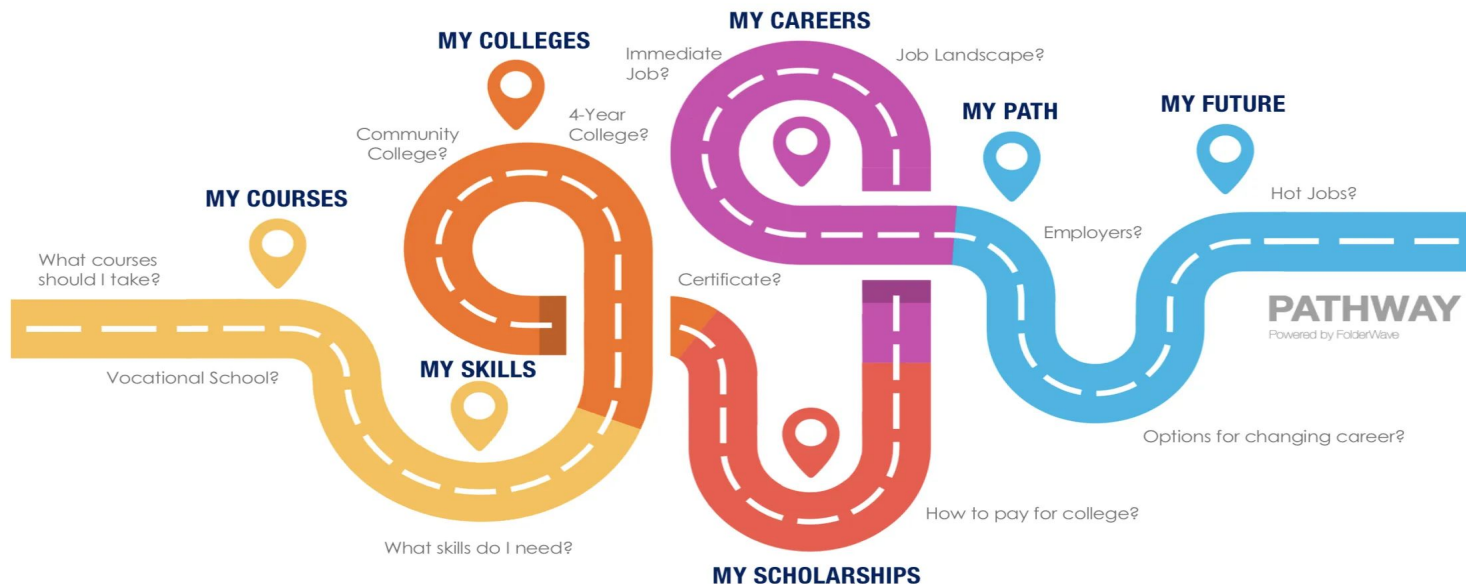 MY COURSES
What courses
should I take?
Vocational School?
MY SKILLS
What skills do I need?
MY COLLEGES
Community
College?
4-Year
College?
Certificate?
MY SCHOLARSHIPS
How to pay for college?
MY CAREERS
Immediate
Job?
Job Landscape?
MY PATH
Employers?
Options for changing career?
MY FUTURE
Hot Jobs?
PATHWAY
Powered by FolderWave